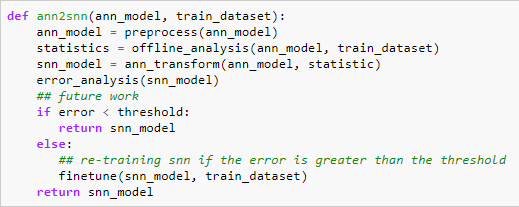 def ann2snn(ann_model, train_dataset):
    ann_model = preprocess(ann_model)
    statistics = offline_analysis(ann_model, train_dataset)
    snn_model = ann_transform(ann_model, statistic)
    error_analysis(snn_model)
    ## future work
    if error < threshold:
       return snn_model
    else:
       ## re-training snn if the error is greater than the threshold
       finetune(snn_model, train_dataset)
    return snn_model